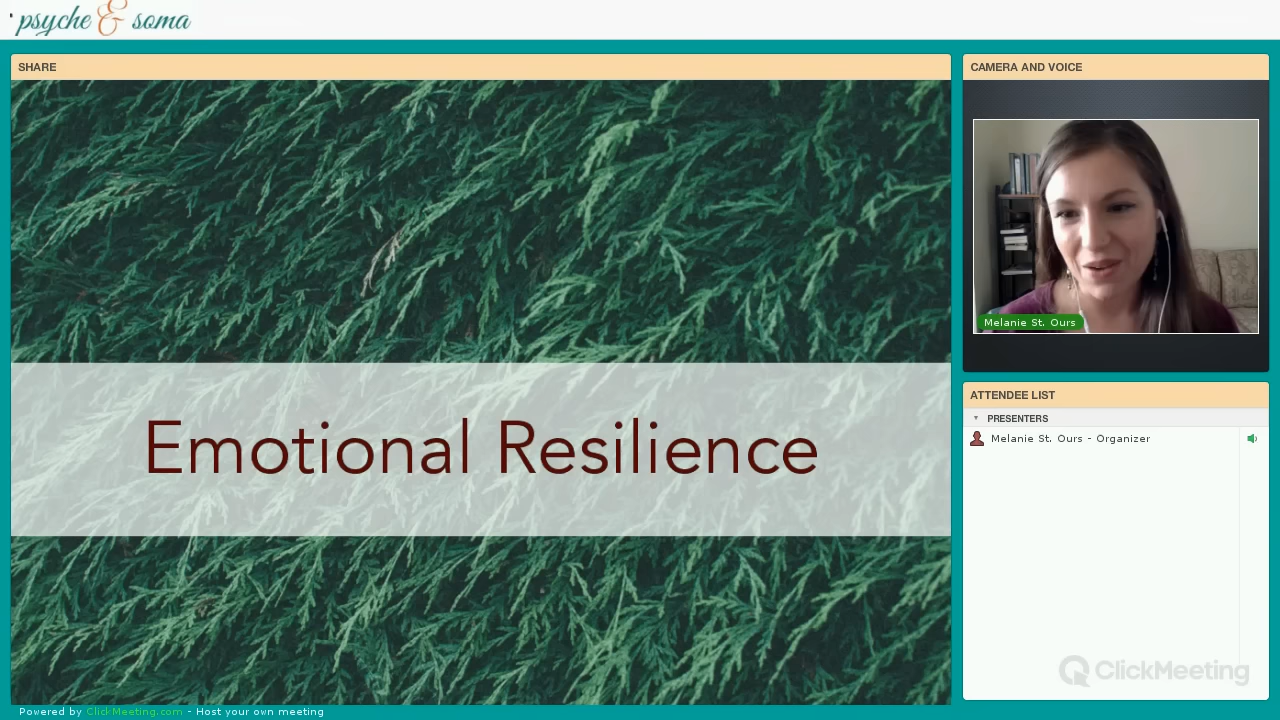 psyche & soma
SHARE
Emotional Resilience
CAMERA AND VOICE
Melanie St. Ours
ATTENDEE LIST
PRESENTERS
Melanie St. Ours - Organizer
ClickMeeting
Powered by ClickMeeting.com - Host your own meeting